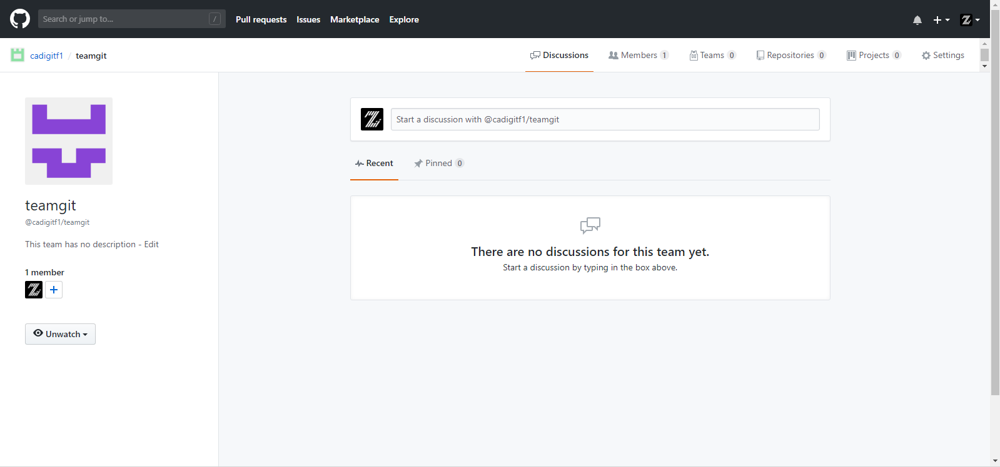 Search or jump to... /
Pull requests Issues Marketplace Explore
cadigitf1 / teamgit
Discussions Members 1 Teams 0 Repositories 0 Projects 0 Settings
Start a discussion with @cadigitf1/teamgit
Recent Pinned 0
teamgit
@cadigitf1/teamgit
This team has no description - Edit
1 member
Unwatch
There are no discussions for this team yet.
Start a discussion by typing in the box above.